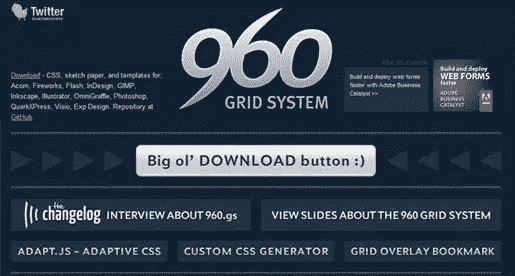 Twitter
960
GRID SYSTEM
Download - CSS, sketch paper, and templates for:
Acorn, Fireworks, Flash, InDesign, GIMP,
Inkscape, Illustrator, OmniGraffle, Photoshop,
QuarkXPress, Visio, Exp Design. Repository at
GitHub.
Build and deploy web forms
faster with Adobe Business
Catalyst >>
Build and deploy
WEB FORMS
faster
ADOBE
BUSINESS
CATALYST
Big ol' DOWNLOAD button :)
the changelog INTERVIEW ABOUT 960.gs
VIEW SLIDES ABOUT THE 960 GRID SYSTEM
ADAPT.JS – ADAPTIVE CSS
CUSTOM CSS GENERATOR
GRID OVERLAY BOOKMARK